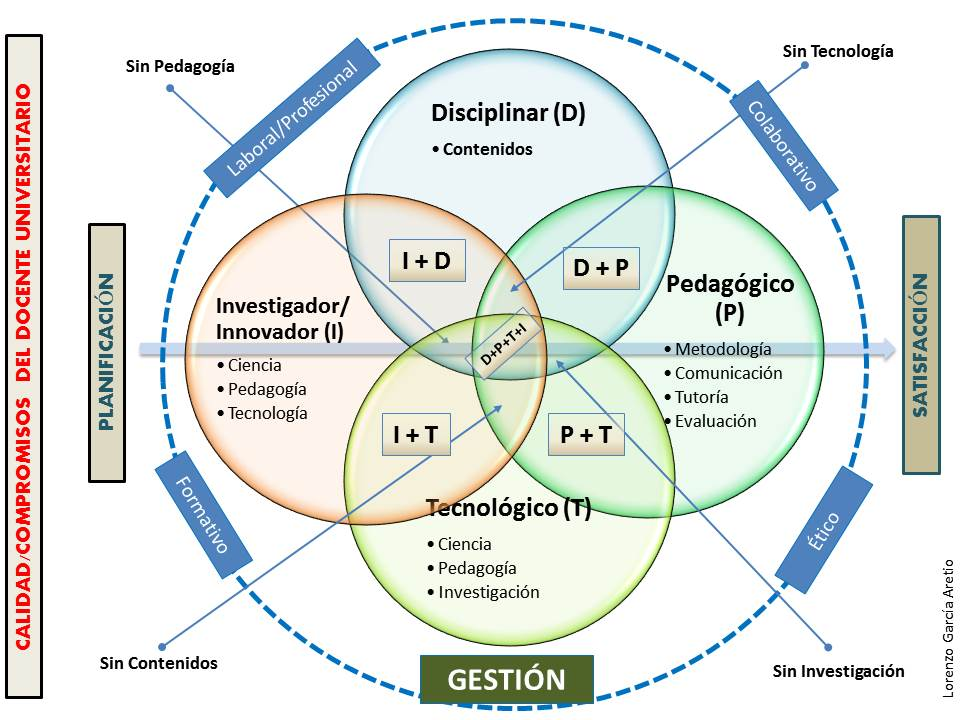 CALIDAD/COMPROMISOS DEL DOCENTE UNIVERSITARIO
Sin Pedagogía
Sin Tecnología
Laboral/Profesional
Colaborativo
Disciplinar (D)
• Contenidos
I + D
D + P
PLANIFICACIÓN
Investigador/
Innovador (I)
• Ciencia
• Pedagogía
• Tecnología
D+P+T+I
Pedagógico
(P)
• Metodología
• Comunicación
• Tutoría
• Evaluación
SATISFACCIÓN
I + T
P + T
Formativo
Ético
Tecnológico (T)
• Ciencia
• Pedagogía
• Investigación
Sin Contenidos
Sin Investigación
GESTIÓN
Lorenzo García Aretio